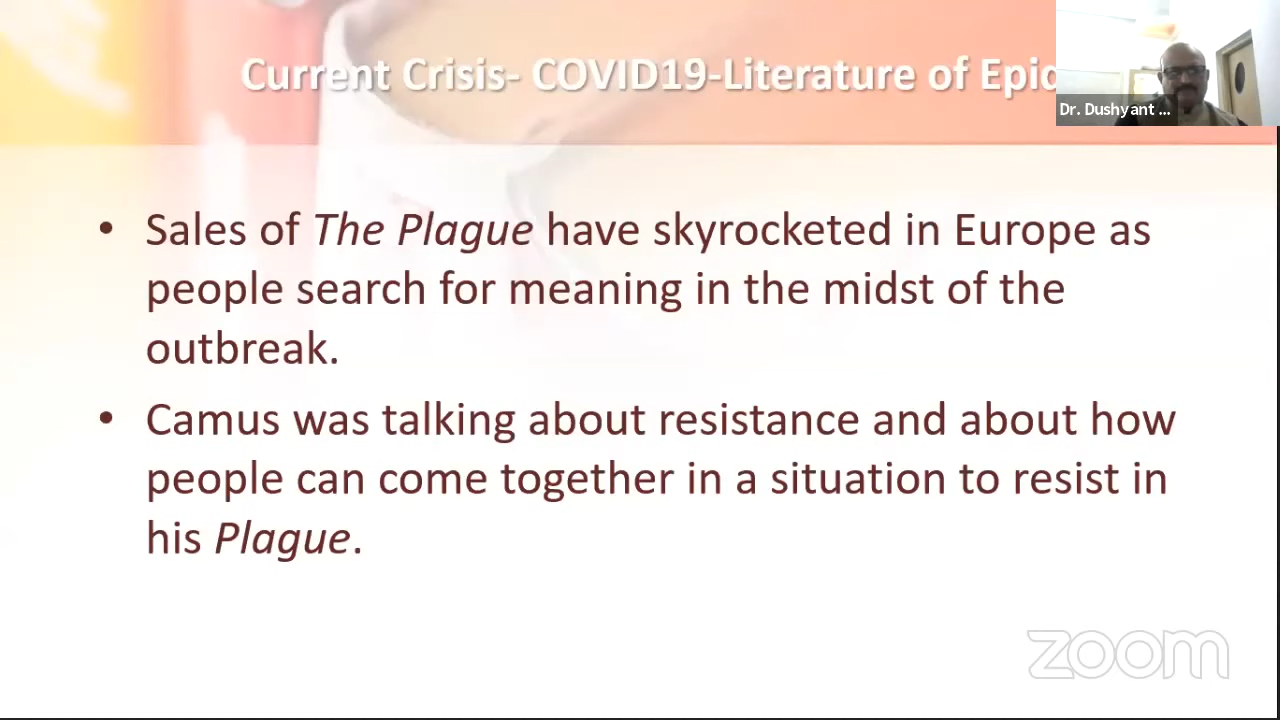 Current Crisis- COVID19-Literature of Epid
Dr. Dushyant ...
• Sales of The Plague have skyrocketed in Europe as
people search for meaning in the midst of the
outbreak.
• Camus was talking about resistance and about how
people can come together in a situation to resist in
his Plague.
zoom